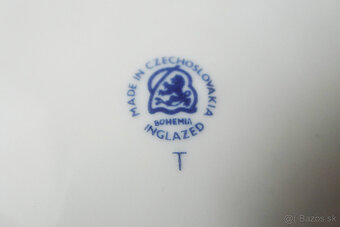 MADE IN CZECHOSLOVAKIA
BOHEMIA
INGLAZED
T
© Bazos.sk